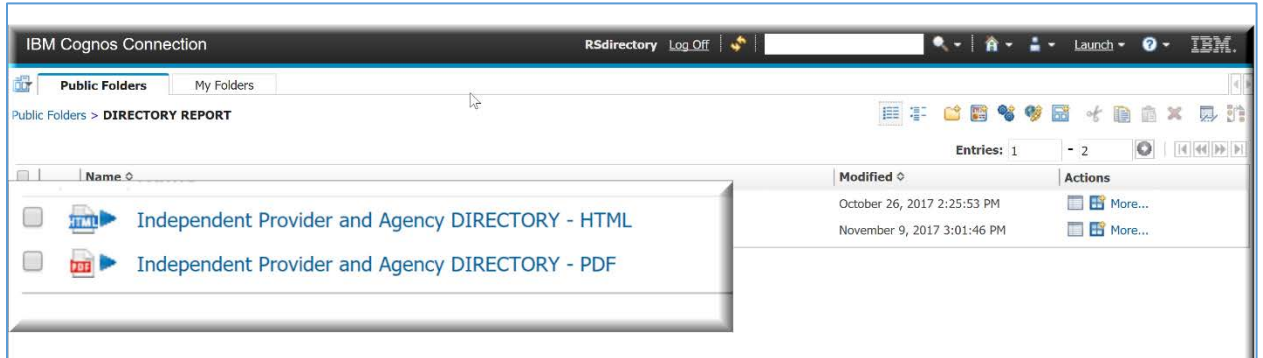 IBM Cognos Connection RSdirectory Log Off Launch ? IBM.
Public Folders My Folders
Public Folders > DIRECTORY REPORT
Entries: 1 - 2
Name Modified Actions
HTML Independent Provider and Agency DIRECTORY - HTML October 26, 2017 2:25:53 PM More...
PDF Independent Provider and Agency DIRECTORY - PDF November 9, 2017 3:01:46 PM More...